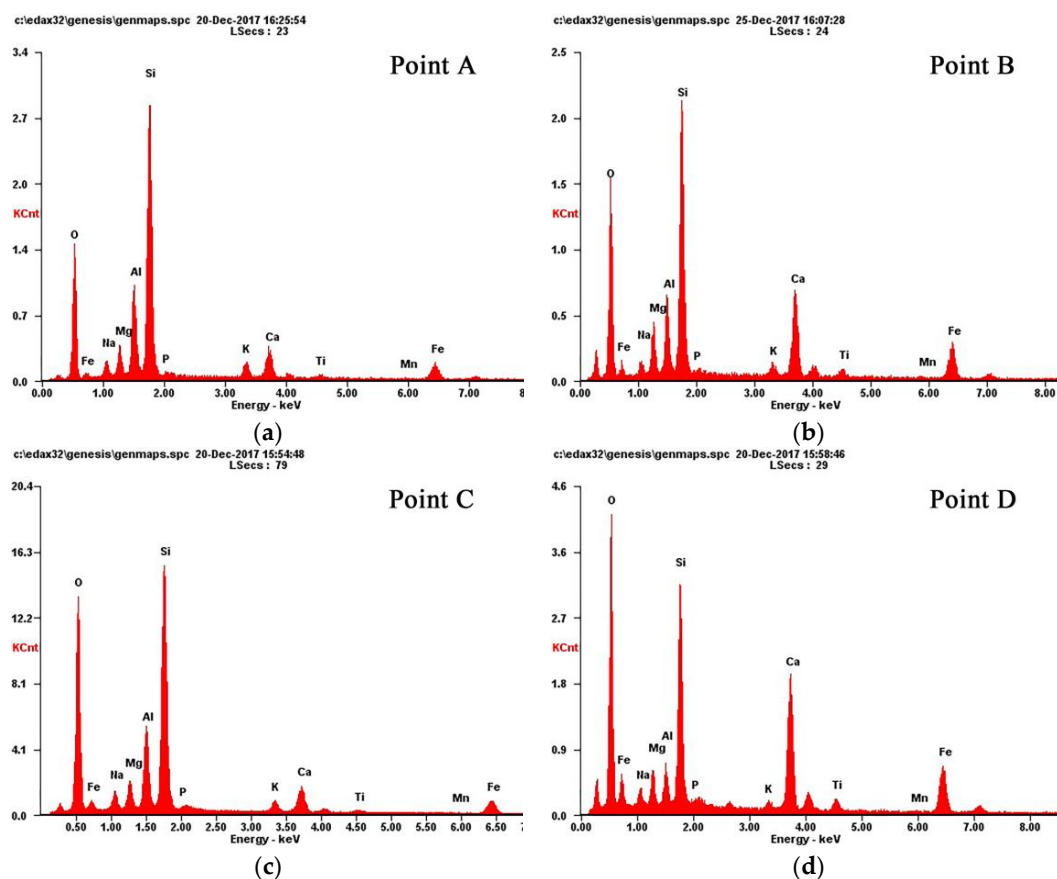 c:\edax32\genesis\genmaps.spc 20-Dec-2017 16:25:54
LSecs : 23
Point A
3.4
2.7
2.0
KCnt
1.4
0.7
0.0
O
Fe
Na
Mg
Al
Si
P
K
Ca
Ti
Mn
Fe
0.00 1.00 2.00 3.00 4.00 5.00 6.00 7.00
Energy - keV
(a)
c:\edax32\genesis\genmaps.spc 25-Dec-2017 16:07:28
LSecs : 24
Point B
2.5
2.0
1.5
KCnt
1.0
0.5
0.0
O
Fe
Na
Mg
Al
Si
P
K
Ca
Ti
Mn
Fe
0.00 1.00 2.00 3.00 4.00 5.00 6.00 7.00 8.00
Energy - keV
(b)
c:\edax32\genesis\genmaps.spc 20-Dec-2017 15:54:48
LSecs : 79
Point C
20.4
16.3
12.2
KCnt
8.1
4.1
0.0
O
Fe
Na
Mg
Al
Si
P
K
Ca
Ti
Mn
Fe
0.50 1.00 1.50 2.00 2.50 3.00 3.50 4.00 4.50 5.00 5.50 6.00 6.50
Energy - keV
(c)
c:\edax32\genesis\genmaps.spc 20-Dec-2017 15:58:46
LSecs : 29
Point D
4.6
3.6
2.7
KCnt
1.8
0.9
0.0
O
Fe
Na
Mg
Al
Si
P
K
Ca
Ti
Mn
Fe
0.00 1.00 2.00 3.00 4.00 5.00 6.00 7.00 8.00
Energy - keV
(d)